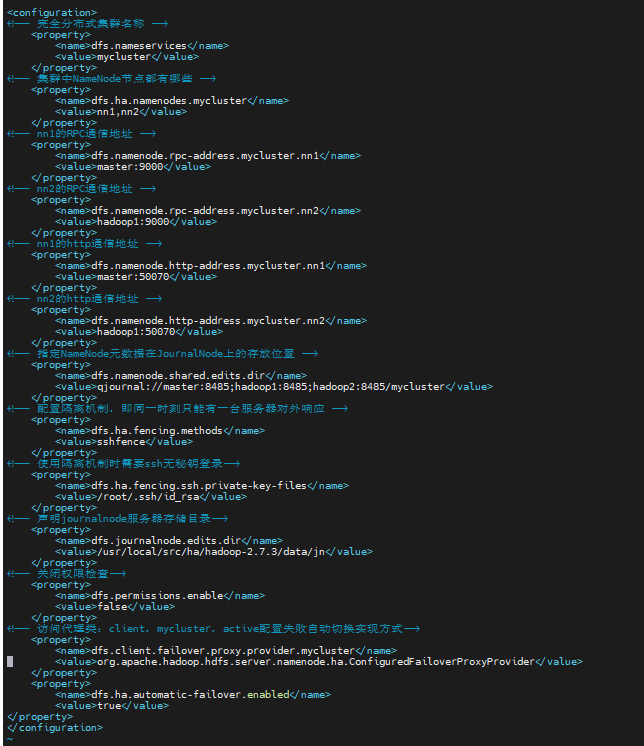 <configuration>
<!-- 完全分布式集群名称 -->
    <property>
        <name>dfs.nameservices</name>
        <value>mycluster</value>
    </property>
<!-- 集群中NameNode节点都有哪些 -->
    <property>
        <name>dfs.ha.namenodes.mycluster</name>
        <value>nn1,nn2</value>
    </property>
<!-- nn1的RPC通信地址 -->
    <property>
        <name>dfs.namenode.rpc-address.mycluster.nn1</name>
        <value>master:9000</value>
    </property>
<!-- nn2的RPC通信地址 -->
    <property>
        <name>dfs.namenode.rpc-address.mycluster.nn2</name>
        <value>hadoop1:9000</value>
    </property>
<!-- nn1的http通信地址 -->
    <property>
        <name>dfs.namenode.http-address.mycluster.nn1</name>
        <value>master:50070</value>
    </property>
<!-- nn2的http通信地址 -->
    <property>
        <name>dfs.namenode.http-address.mycluster.nn2</name>
        <value>hadoop1:50070</value>
    </property>
<!-- 指定NameNode元数据在JournalNode上的存放位置 -->
    <property>
        <name>dfs.namenode.shared.edits.dir</name>
        <value>qjournal://master:8485;hadoop1:8485;hadoop2:8485/mycluster</value>
    </property>
<!-- 配置隔离机制，即同一时刻只能有一台服务器对外响应 -->
    <property>
        <name>dfs.ha.fencing.methods</name>
        <value>sshfence</value>
    </property>
<!-- 使用隔离机制时需要ssh无秘钥登录-->
    <property>
        <name>dfs.ha.fencing.ssh.private-key-files</name>
        <value>/root/.ssh/id_rsa</value>
    </property>
<!-- 声明journalnode服务器存储目录-->
    <property>
        <name>dfs.journalnode.edits.dir</name>
        <value>/usr/local/src/ha/hadoop-2.7.3/data/jn</value>
    </property>
<!-- 关闭权限检查-->
    <property>
        <name>dfs.permissions.enable</name>
        <value>false</value>
    </property>
<!-- 访问代理类：client，mycluster，active配置失败自动切换实现方式-->
    <property>
        <name>dfs.client.failover.proxy.provider.mycluster</name>
        <value>org.apache.hadoop.hdfs.server.namenode.ha.ConfiguredFailoverProxyProvider</value>
    </property>
    <property>
        <name>dfs.ha.automatic-failover.enabled</name>
        <value>true</value>
</property>
</configuration>
~